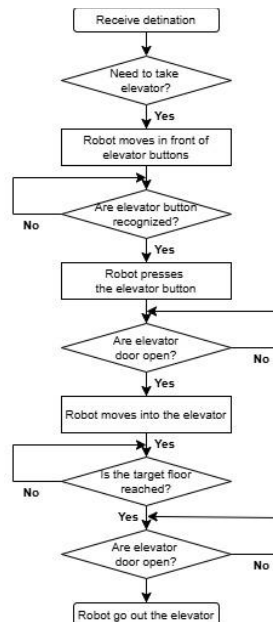 Receive detination
Need to take
elevator?
Yes
Robot moves in front of
elevator buttons
Are elevator button
recognized?
No
Yes
Robot presses
the elevator button
Are elevator
door open?
No
Yes
Robot moves into the elevator
Yes
Is the target floor
reached?
No
Yes
Are elevator
door open?
No
Yes
Robot go out the elevator